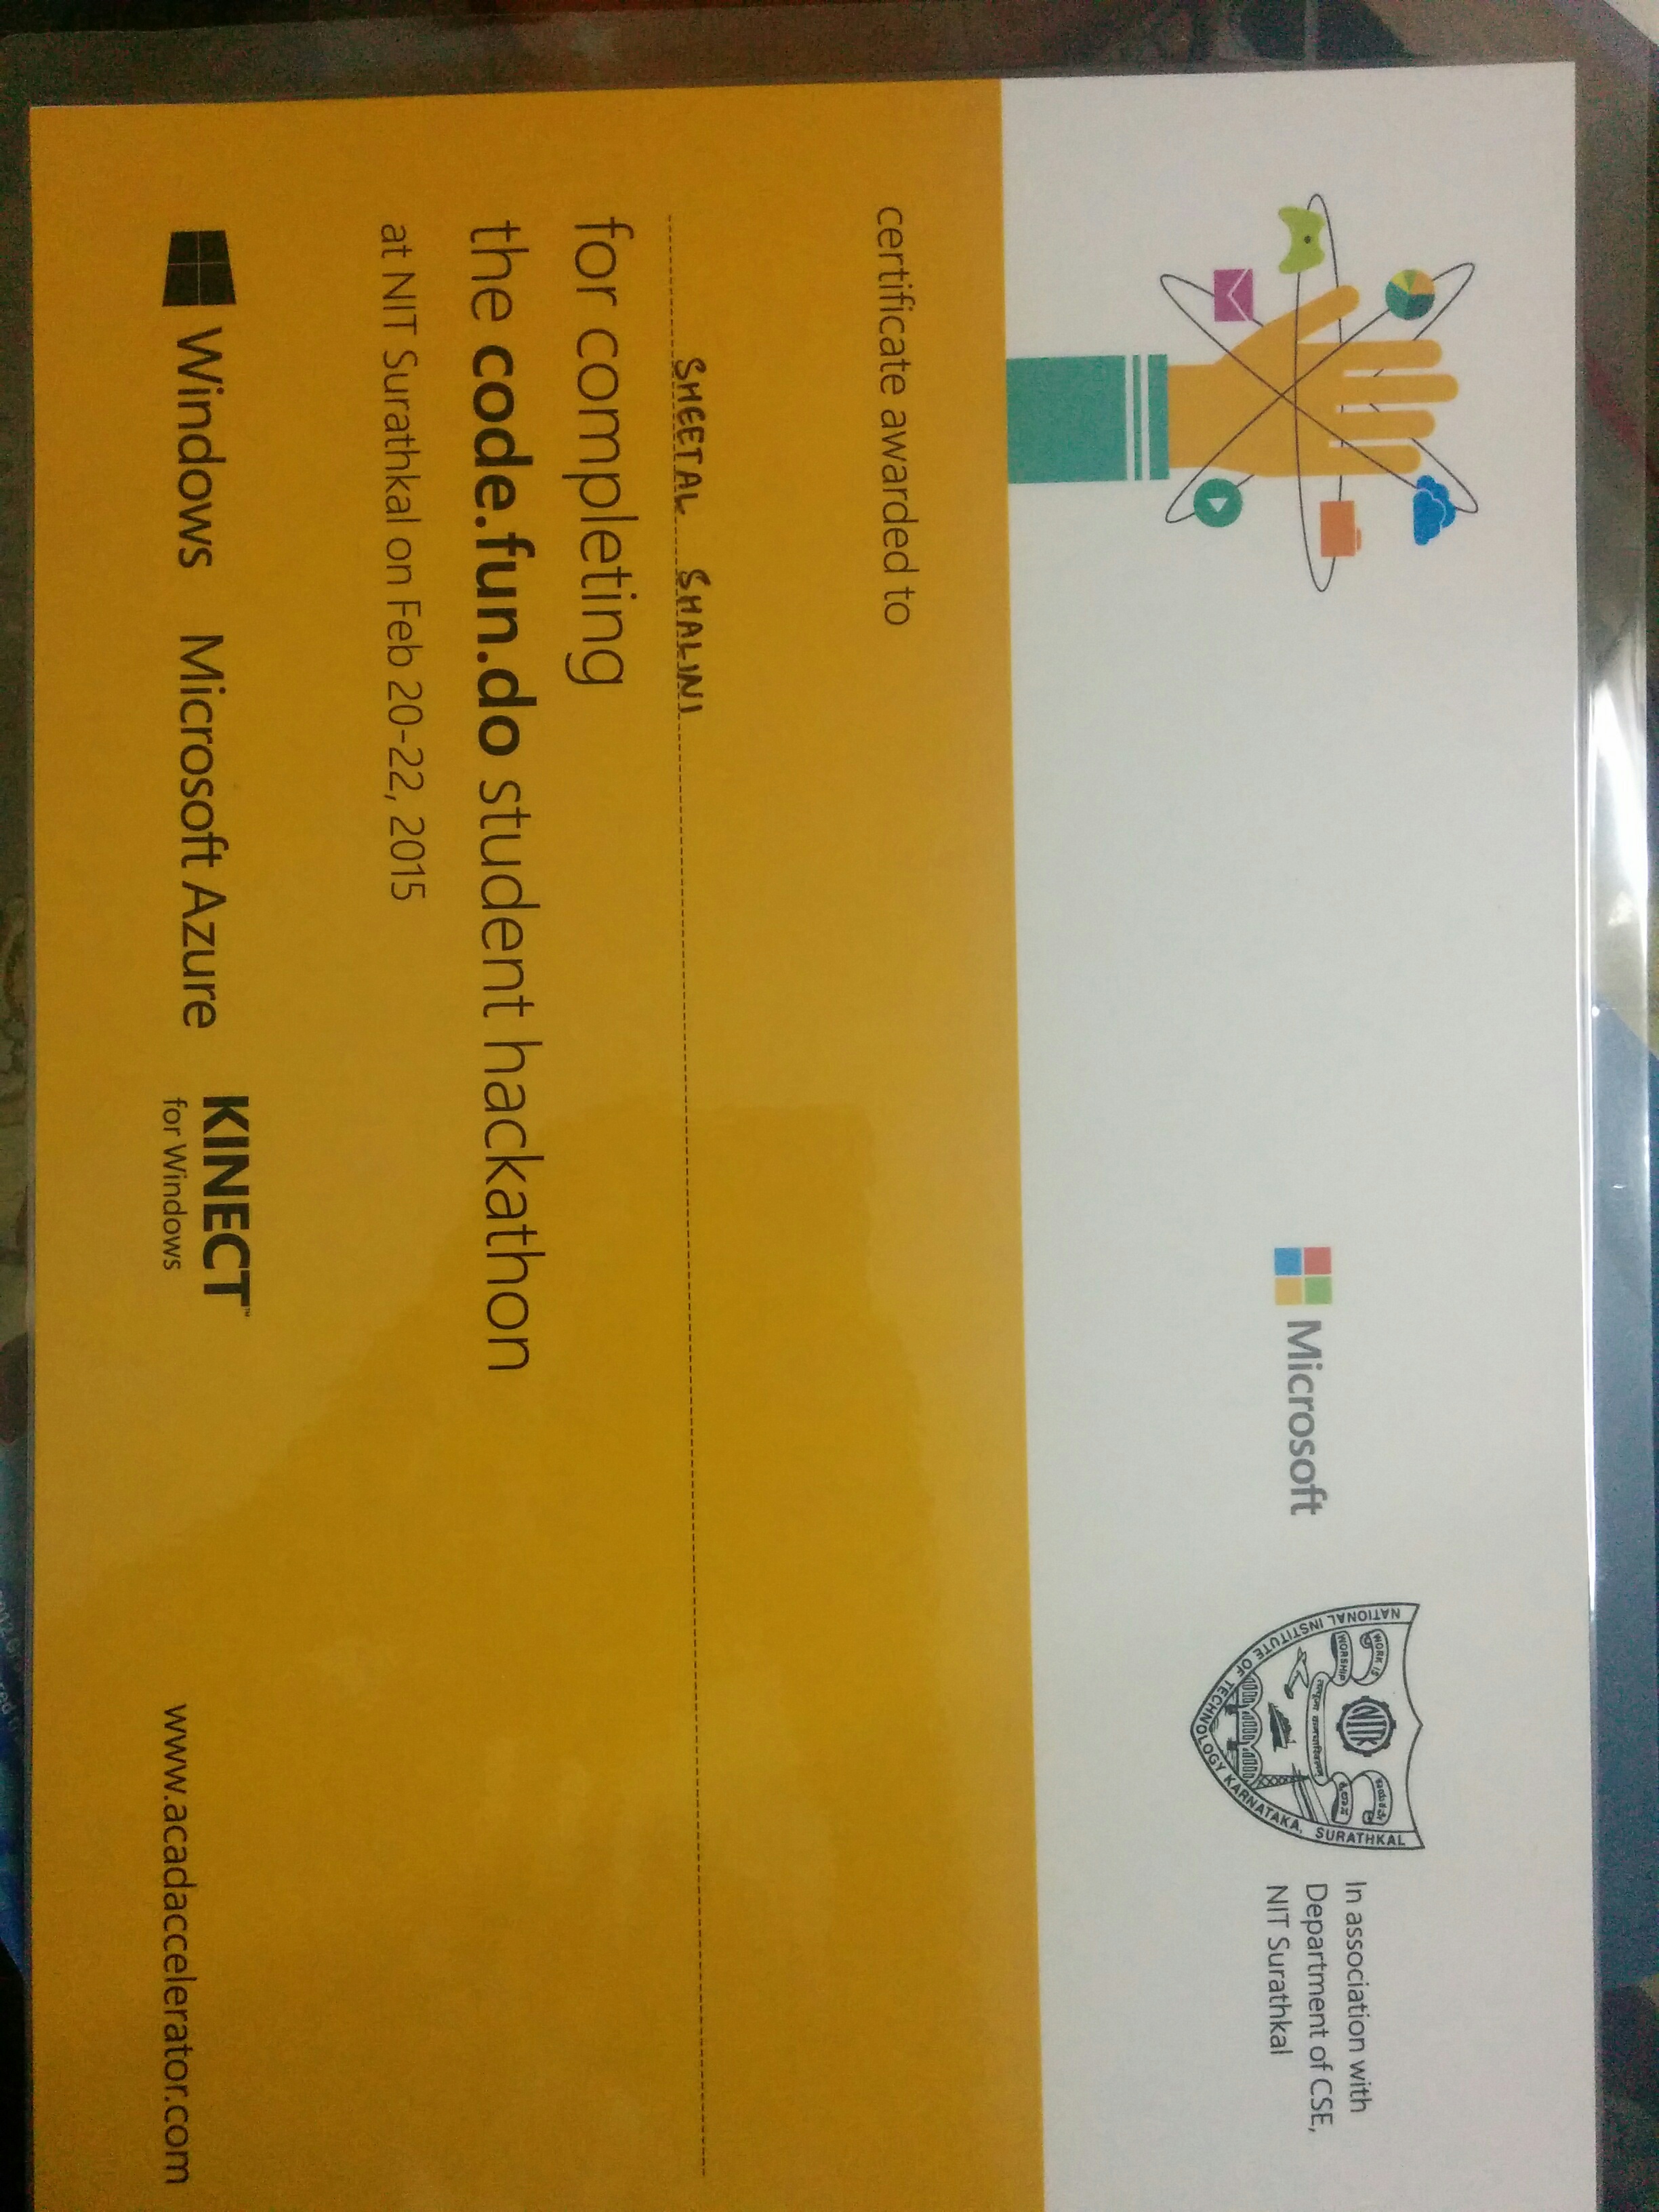 Microsoft
NATIONAL INSTITUTE OF TECHNOLOGY KARNATAKA, SURATHKAL
WORK IS
WORSHIP
NITK
In association with
Department of CSE,
NIT Surathkal
certificate awarded to
SHEETAL SHALINI
for completing
the code.fun.do student hackathon
at NIT Surathkal on Feb 20-22, 2015
Windows Microsoft Azure KINECT™
for Windows
www.acadaccelerator.com